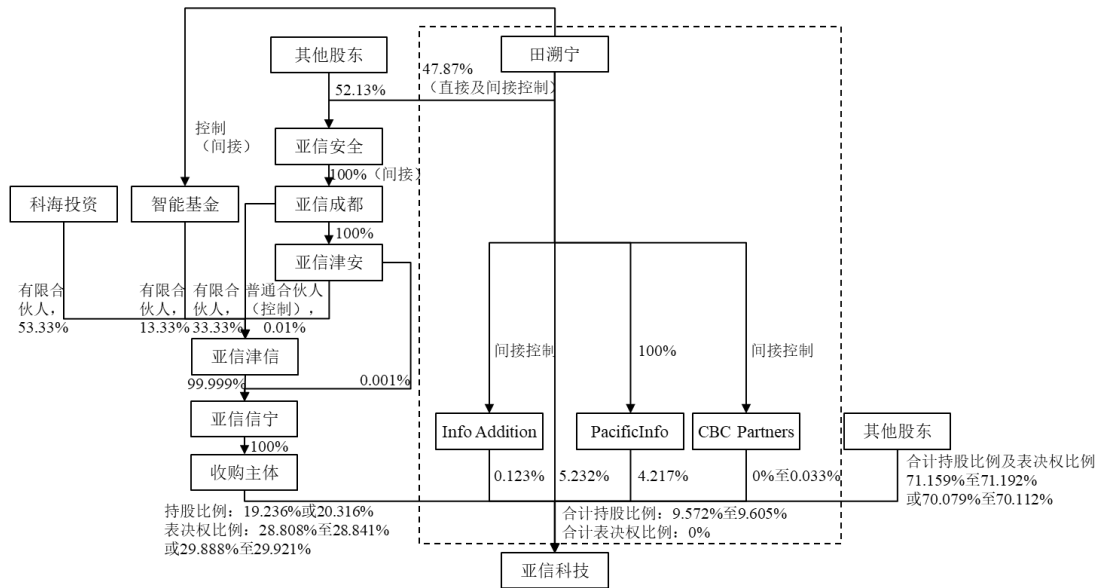 其他股东
田溯宁
47.87%
（直接及间接控制）
52.13%
控制
（间接）
亚信安全
100%（间接）
科海投资
智能基金
亚信成都
100%
亚信津安
有限合
伙人，
53.33%
有限合
伙人，
13.33%
有限合
伙人，
33.33%
普通合伙人
（控制），
0.01%
亚信津信
间接控制
100%
间接控制
99.999%
0.001%
亚信信宁
Info Addition
PacificInfo
CBC Partners
其他股东
100%
收购主体
0.123%
5.232%
4.217%
0%至0.033%
合计持股比例及表决权比例
71.159%至71.192%
或70.079%至70.112%
持股比例：19.236%或20.316%
表决权比例：28.808%至28.841%
或29.888%至29.921%
合计持股比例：9.572%至9.605%
合计表决权比例：0%
亚信科技